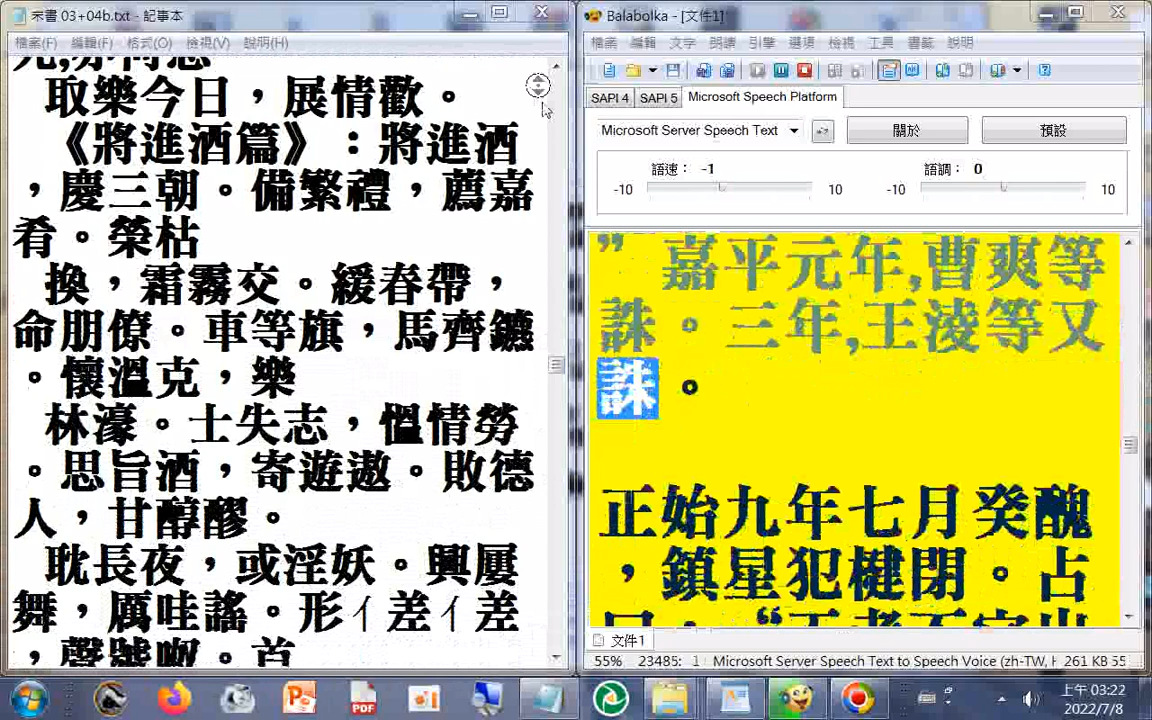 禾書 03+04b.txt - 記事本
檔案(F) 編輯(E) 格式(O) 檢視(V) 說明(H)
取樂今日，展情歡。
《將進酒篇》：將進酒
，慶三朝。備繁禮，薦嘉
肴。榮枯
換，霜霧交。緩春帶，
命朋僚。車等旗，馬齊鑣
。懷溫克，樂
林濠。士失志，慍情勞
。思旨酒，寄遊遨。敗德
人，甘醇醪。
耽長夜，或淫妖。興屢
舞，厲哇謠。形亻差亻差
，聲號呶。首
Balabolka - [文件1]
檔案 編輯 文字 朗讀 引擎 選項 檢視 工具 書籤 說明
SAPI 4 SAPI 5 Microsoft Speech Platform
Microsoft Server Speech Text 關於 預設
語速： -1 語調： 0
-10 10 -10 10
” 嘉平元年,曹爽等
誅。三年,王淩等又
誅。
正始九年七月癸醜
，鎮星犯楗閉。占
文件1
55% 23485: 1 Microsoft Server Speech Text to Speech Voice (zh-TW, H 261 KB 55
上午 03:22
2022/7/8